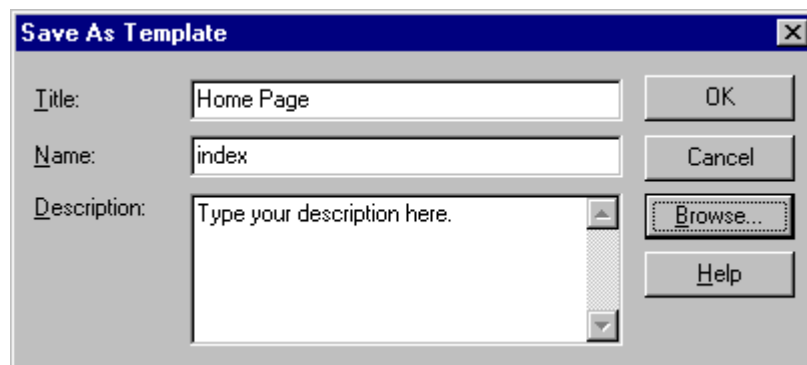 Save As Template
Title:
Home Page
OK
Name:
index
Cancel
Description:
Type your description here.
Browse...
Help